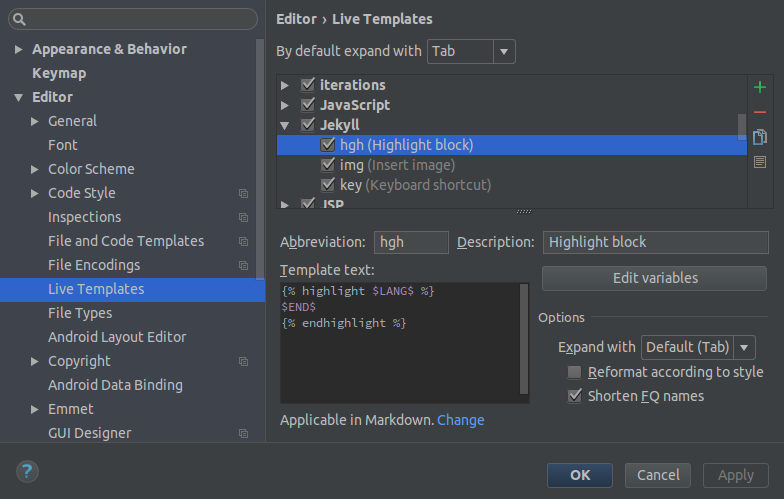 Appearance & Behavior
Keymap
Editor
General
Font
Color Scheme
Code Style
Inspections
File and Code Templates
File Encodings
Live Templates
File Types
Android Layout Editor
Copyright
Android Data Binding
Emmet
GUI Designer
Editor › Live Templates
By default expand with Tab
iterations
JavaScript
Jekyll
hgh (Highlight block)
img (Insert image)
key (Keyboard shortcut)
JSP
Abbreviation: hgh Description: Highlight block
Template text:
{% highlight $LANG$ %}
$END$
{% endhighlight %}
Edit variables
Options
Expand with Default (Tab)
Reformat according to style
Shorten FQ names
Applicable in Markdown. Change
? OK Cancel Apply